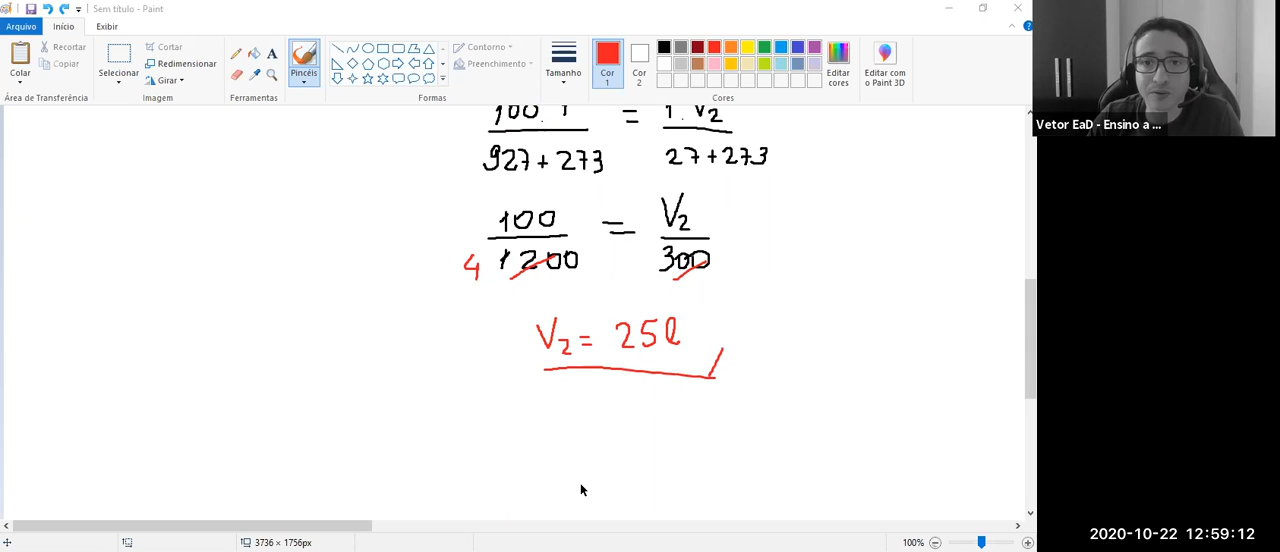 Sem título - Paint
Arquivo Início Exibir
Colar
Recortar
Copiar
Área de Transferência
Selecionar
Cortar
Redimensionar
Girar
Imagem
A
Ferramentas
Pincéis
Contorno
Preenchimento
Formas
Tamanho
Cor 1
Cor 2
Cores
Editar cores
Editar com o Paint 3D
Vetor EaD - Ensino a ...
100 . 1 = 1 . V2
927 + 273 27 + 273
100 = V2
4 1200 300
V2 = 25l
3736 × 1756px
100%
2020-10-22 12:59:12